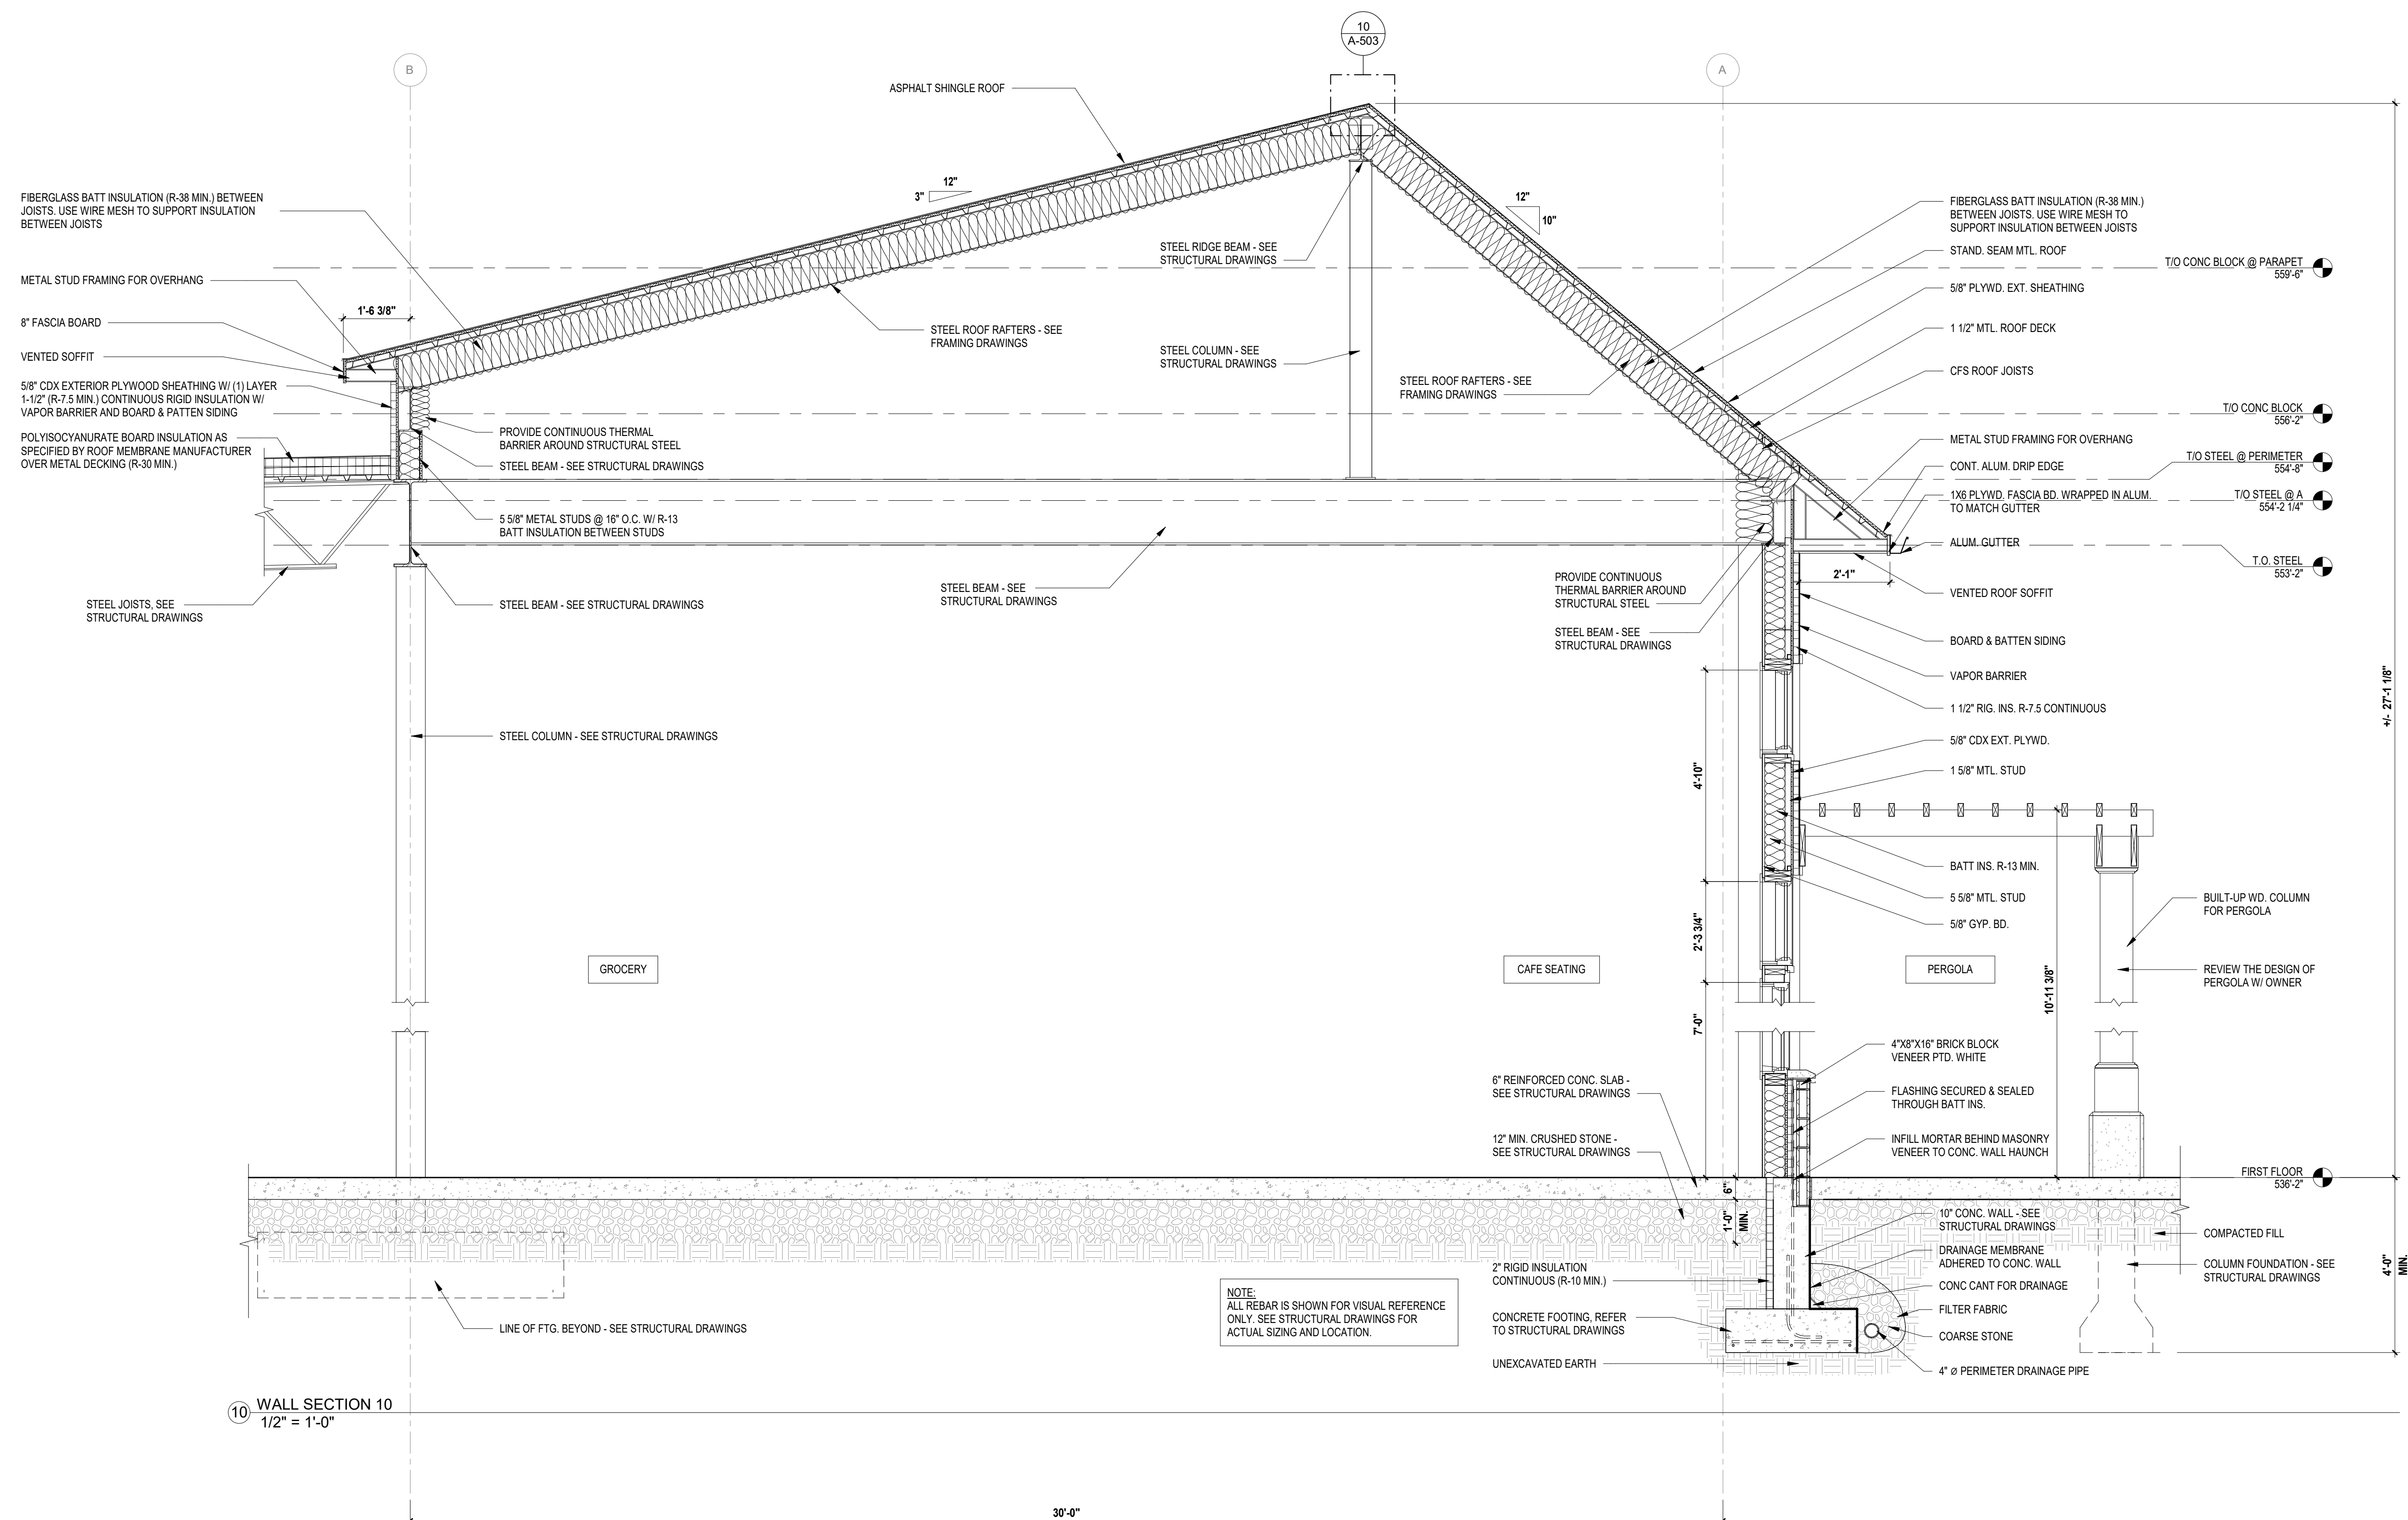 10
A-503
B
A
ASPHALT SHINGLE ROOF
12"
3"
12"
10"
FIBERGLASS BATT INSULATION (R-38 MIN.) BETWEEN
JOISTS. USE WIRE MESH TO SUPPORT INSULATION
BETWEEN JOISTS
METAL STUD FRAMING FOR OVERHANG
1'-6 3/8"
8" FASCIA BOARD
VENTED SOFFIT
5/8" CDX EXTERIOR PLYWOOD SHEATHING W/ (1) LAYER
1-1/2" (R-7.5 MIN.) CONTINUOUS RIGID INSULATION W/
VAPOR BARRIER AND BOARD & PATTEN SIDING
POLYISOCYANURATE BOARD INSULATION AS
SPECIFIED BY ROOF MEMBRANE MANUFACTURER
OVER METAL DECKING (R-30 MIN.)
STEEL JOISTS, SEE
STRUCTURAL DRAWINGS
STEEL RIDGE BEAM - SEE
STRUCTURAL DRAWINGS
STEEL ROOF RAFTERS - SEE
FRAMING DRAWINGS
STEEL COLUMN - SEE
STRUCTURAL DRAWINGS
STEEL ROOF RAFTERS - SEE
FRAMING DRAWINGS
PROVIDE CONTINUOUS THERMAL
BARRIER AROUND STRUCTURAL STEEL
STEEL BEAM - SEE STRUCTURAL DRAWINGS
5 5/8" METAL STUDS @ 16" O.C. W/ R-13
BATT INSULATION BETWEEN STUDS
STEEL BEAM - SEE STRUCTURAL DRAWINGS
STEEL BEAM - SEE
STRUCTURAL DRAWINGS
PROVIDE CONTINUOUS
THERMAL BARRIER AROUND
STRUCTURAL STEEL
STEEL BEAM - SEE
STRUCTURAL DRAWINGS
STEEL COLUMN - SEE STRUCTURAL DRAWINGS
FIBERGLASS BATT INSULATION (R-38 MIN.)
BETWEEN JOISTS. USE WIRE MESH TO
SUPPORT INSULATION BETWEEN JOISTS
STAND. SEAM MTL. ROOF
5/8" PLYWD. EXT. SHEATHING
1 1/2" MTL. ROOF DECK
CFS ROOF JOISTS
METAL STUD FRAMING FOR OVERHANG
CONT. ALUM. DRIP EDGE
1X6 PLYWD. FASCIA BD. WRAPPED IN ALUM.
TO MATCH GUTTER
ALUM. GUTTER
2'-1"
VENTED ROOF SOFFIT
BOARD & BATTEN SIDING
VAPOR BARRIER
1 1/2" RIG. INS. R-7.5 CONTINUOUS
5/8" CDX EXT. PLYWD.
1 5/8" MTL. STUD
BATT INS. R-13 MIN.
5 5/8" MTL. STUD
5/8" GYP. BD.
T/O CONC BLOCK @ PARAPET
559'-6"
T/O CONC BLOCK
556'-2"
T/O STEEL @ PERIMETER
554'-8"
T/O STEEL @ A
554'-2 1/4"
T.O. STEEL
553'-2"
+/- 27'-1 1/8"
4'-10"
2'-3 3/4"
7'-0"
10'-11 3/8"
BUILT-UP WD. COLUMN
FOR PERGOLA
REVIEW THE DESIGN OF
PERGOLA W/ OWNER
GROCERY
CAFE SEATING
PERGOLA
4"X8"X16" BRICK BLOCK
VENEER PTD. WHITE
FLASHING SECURED & SEALED
THROUGH BATT INS.
INFILL MORTAR BEHIND MASONRY
VENEER TO CONC. WALL HAUNCH
6" REINFORCED CONC. SLAB -
SEE STRUCTURAL DRAWINGS
12" MIN. CRUSHED STONE -
SEE STRUCTURAL DRAWINGS
FIRST FLOOR
536'-2"
6"
1'-0"
MIN.
10" CONC. WALL - SEE
STRUCTURAL DRAWINGS
DRAINAGE MEMBRANE
ADHERED TO CONC. WALL
CONC CANT FOR DRAINAGE
FILTER FABRIC
COARSE STONE
4" Ø PERIMETER DRAINAGE PIPE
COMPACTED FILL
COLUMN FOUNDATION - SEE
STRUCTURAL DRAWINGS
4'-0"
MIN.
2" RIGID INSULATION
CONTINUOUS (R-10 MIN.)
CONCRETE FOOTING, REFER
TO STRUCTURAL DRAWINGS
UNEXCAVATED EARTH
NOTE:
ALL REBAR IS SHOWN FOR VISUAL REFERENCE
ONLY. SEE STRUCTURAL DRAWINGS FOR
ACTUAL SIZING AND LOCATION.
LINE OF FTG. BEYOND - SEE STRUCTURAL DRAWINGS
10 WALL SECTION 10
1/2" = 1'-0"
30'-0"